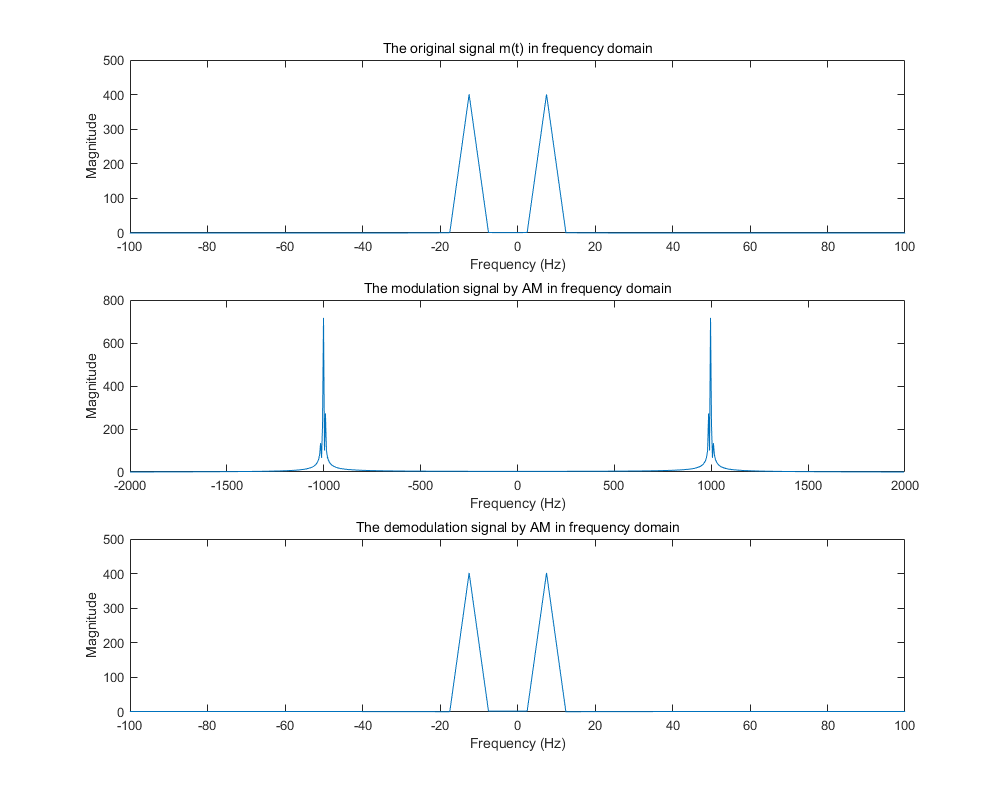 The original signal m(t) in frequency domain
500
400
300
200
100
0
Magnitude
-100 -80 -60 -40 -20 0 20 40 60 80 100
Frequency (Hz)
The modulation signal by AM in frequency domain
800
600
400
200
0
Magnitude
-2000 -1500 -1000 -500 0 500 1000 1500 2000
Frequency (Hz)
The demodulation signal by AM in frequency domain
500
400
300
200
100
0
Magnitude
-100 -80 -60 -40 -20 0 20 40 60 80 100
Frequency (Hz)